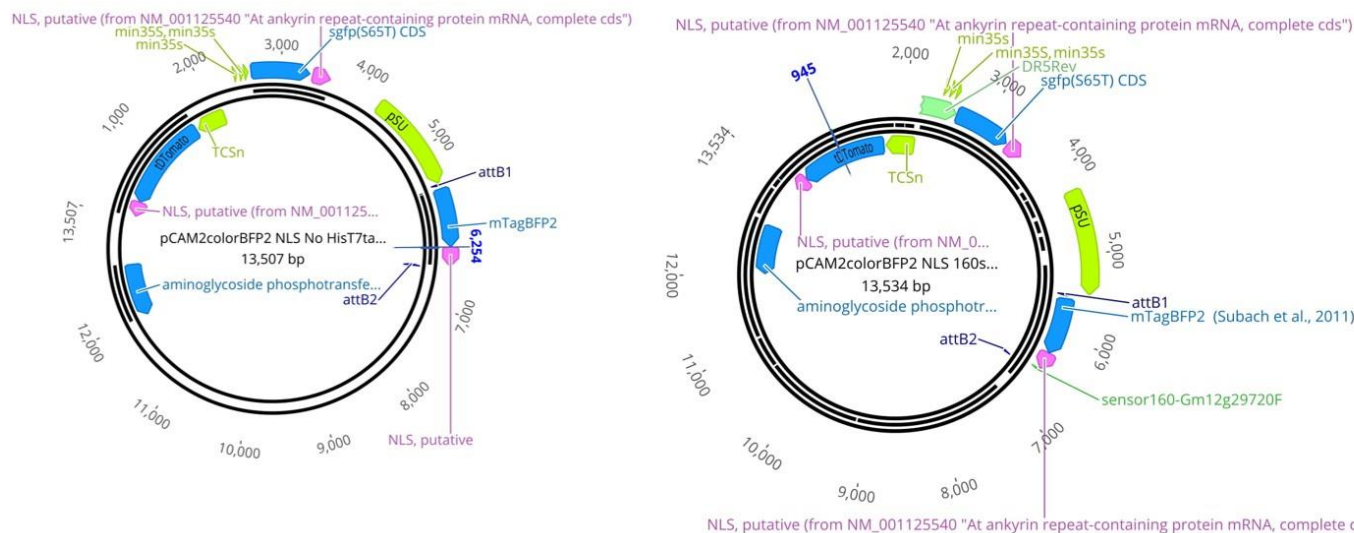 NLS, putative (from NM_001125540 "At ankyrin repeat-containing protein mRNA, complete cds")
min35S, min35s
min35s
3,000
sgfp(S65T) CDS
2,000
4,000
1,000
pSU
5,000
tDTomato
TCSn
attB1
13,507
NLS, putative (from NM_001125...
mTagBFP2
pCAM2colorBFP2 NLS No HisT7ta...
6,254
13,507 bp
aminoglycoside phosphotransfe...
attB2
7,000
12,000
8,000
11,000
NLS, putative
10,000
9,000
NLS, putative (from NM_001125540 "At ankyrin repeat-containing protein mRNA, complete cds")
min35s
2,000
min35S, min35s
945
DR5Rev
3,000
sgfp(S65T) CDS
13,534
4,000
tDTomato
TCSn
pSU
NLS, putative (from NM_0...
5,000
pCAM2colorBFP2 NLS 160s...
12,000
13,534 bp
attB1
aminoglycoside phosphotr...
mTagBFP2 (Subach et al., 2011)
attB2
6,000
11,000
sensor160-Gm12g29720F
7,000
10,000
8,000
9,000
NLS, putative (from NM_001125540 "At ankyrin repeat-containing protein mRNA, complete c